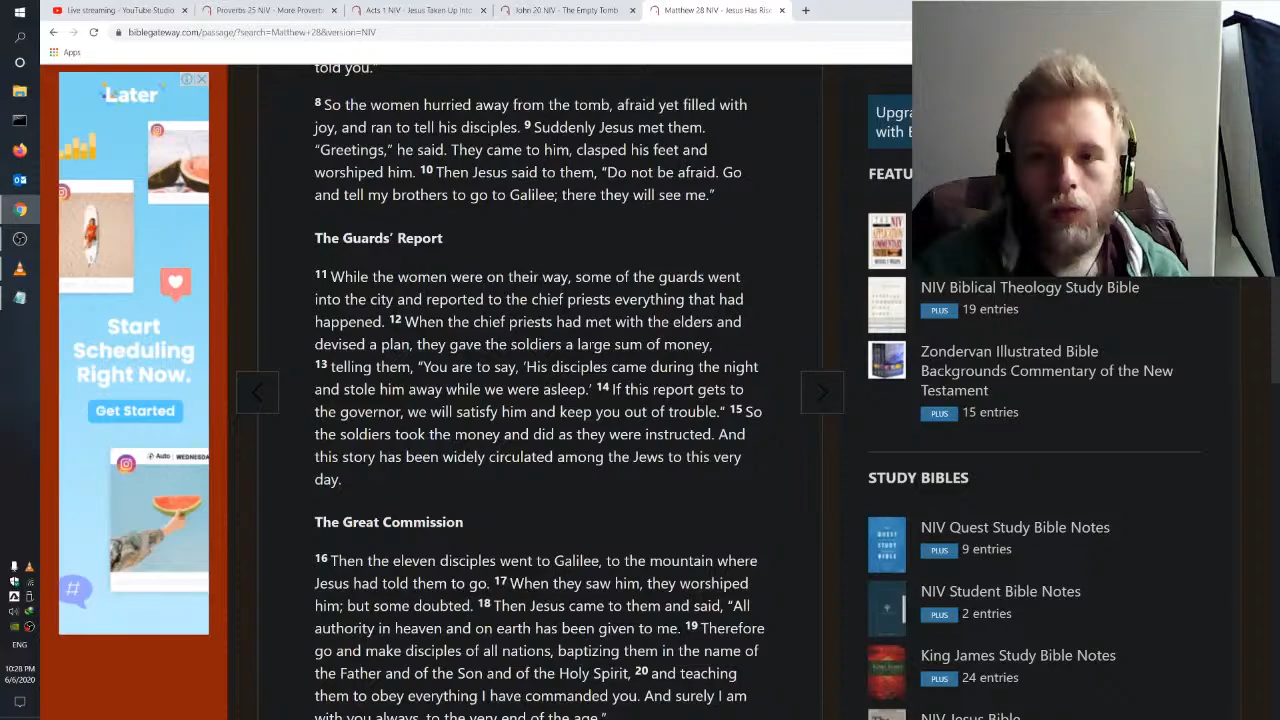 Live streaming - YouTube Studio
Proverbs 25 NIV - More Proverbs
Acts 1 NIV - Jesus Taken Up Into
John 20 NIV - The Empty Tomb
Matthew 28 NIV - Jesus Has Rise
biblegateway.com/passage/?search=Matthew+28&version=NIV
Apps
told you."
8 So the women hurried away from the tomb, afraid yet filled with
joy, and ran to tell his disciples. 9 Suddenly Jesus met them.
“Greetings,” he said. They came to him, clasped his feet and
worshiped him. 10 Then Jesus said to them, “Do not be afraid. Go
and tell my brothers to go to Galilee; there they will see me.”
The Guards’ Report
11 While the women were on their way, some of the guards went
into the city and reported to the chief priests everything that had
happened. 12 When the chief priests had met with the elders and
devised a plan, they gave the soldiers a large sum of money,
13 telling them, “You are to say, ‘His disciples came during the night
and stole him away while we were asleep.’ 14 If this report gets to
the governor, we will satisfy him and keep you out of trouble.” 15 So
the soldiers took the money and did as they were instructed. And
this story has been widely circulated among the Jews to this very
day.
The Great Commission
16 Then the eleven disciples went to Galilee, to the mountain where
Jesus had told them to go. 17 When they saw him, they worshiped
him; but some doubted. 18 Then Jesus came to them and said, “All
authority in heaven and on earth has been given to me. 19 Therefore
go and make disciples of all nations, baptizing them in the name of
the Father and of the Son and of the Holy Spirit, 20 and teaching
them to obey everything I have commanded you. And surely I am
with you always, to the very end of the age.”
Later
Start
Scheduling
Right Now.
Get Started
Auto
WEDNESDA
#
Upgra
with B
FEATU
NIV Biblical Theology Study Bible
PLUS 19 entries
Zondervan Illustrated Bible
Backgrounds Commentary of the New
Testament
PLUS 15 entries
STUDY BIBLES
NIV Quest Study Bible Notes
PLUS 9 entries
NIV Student Bible Notes
PLUS 2 entries
King James Study Bible Notes
PLUS 24 entries
NIV Jesus Bible
ENG
10:28 PM
6/6/2020